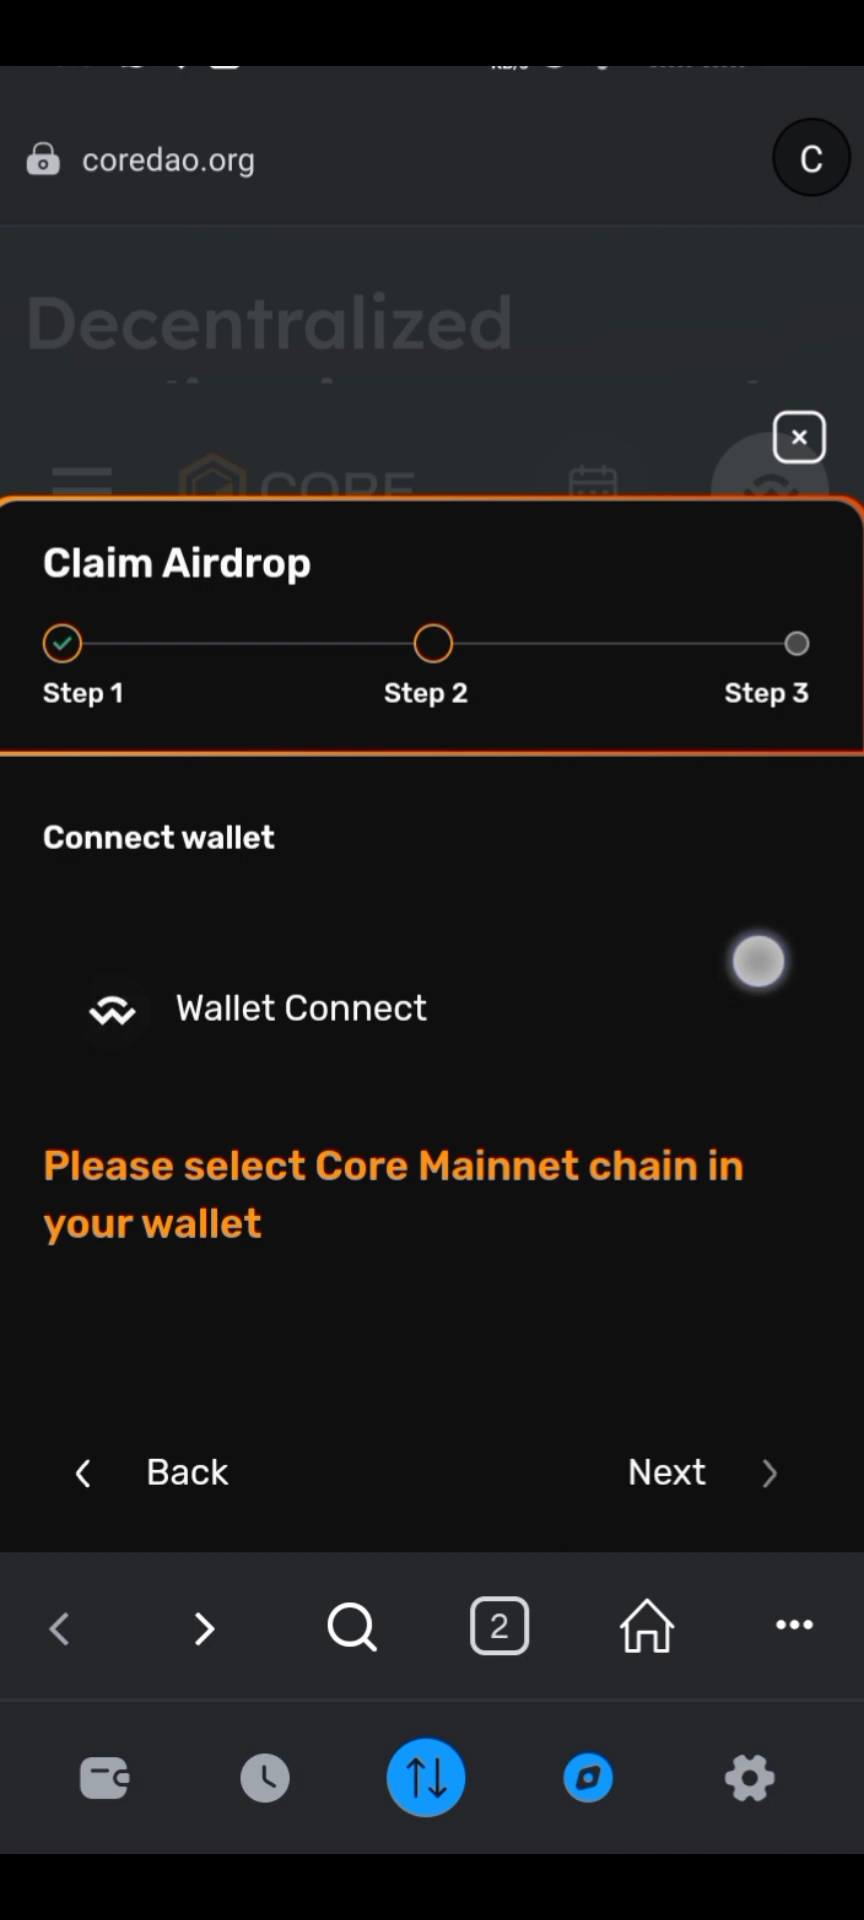 coredao.org
C
Decentralized
CORE
Claim Airdrop
Step 1
Step 2
Step 3
Connect wallet
Wallet Connect
Please select Core Mainnet chain in
your wallet
Back
Next
2